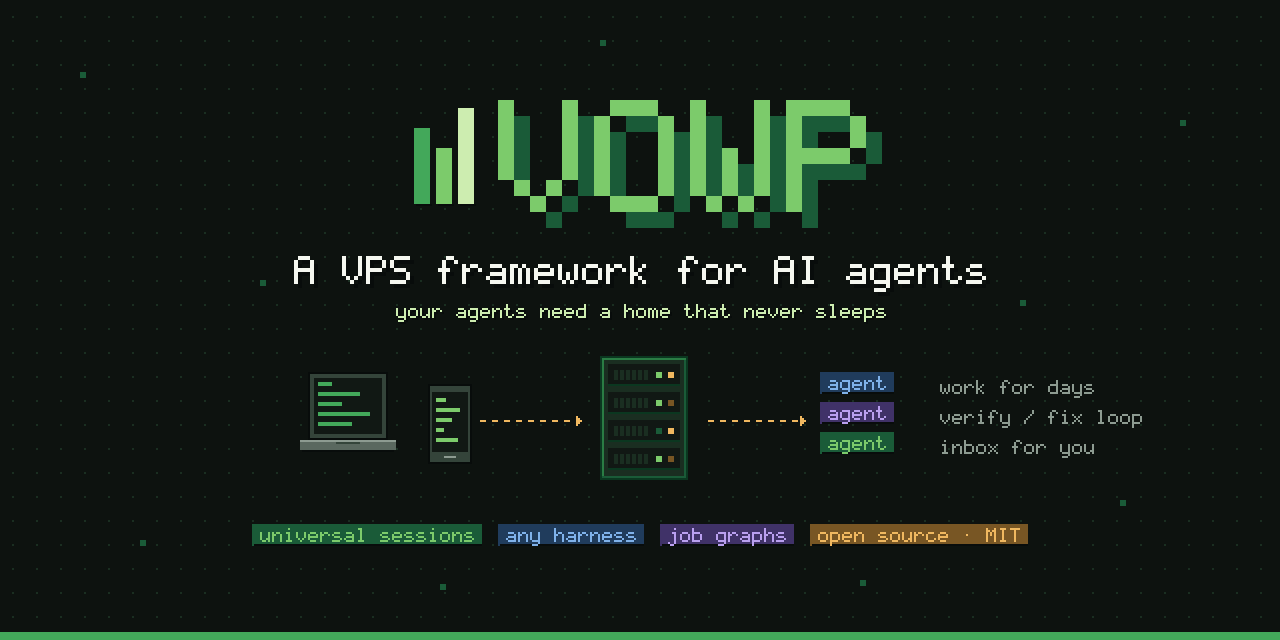 VOWP
A VPS framework for AI agents
your agents need a home that never sleeps
agent
agent
agent
work for days
verify / fix loop
inbox for you
universal sessions
any harness
job graphs
open source · MIT